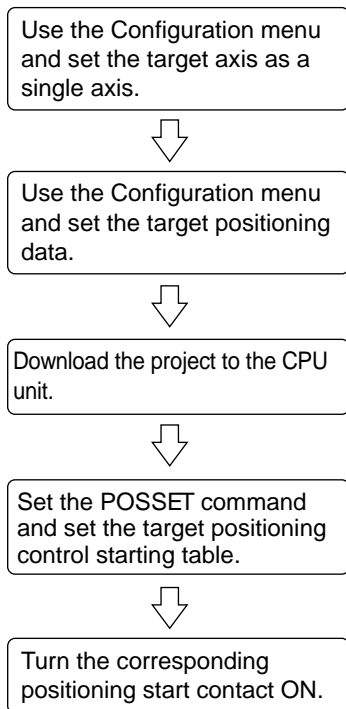 Use the Configuration menu
and set the target axis as a
single axis.
Use the Configuration menu
and set the target positioning
data.
Download the project to the CPU
unit.
Set the POSSET command
and set the target positioning
control starting table.
Turn the corresponding
positioning start contact ON.